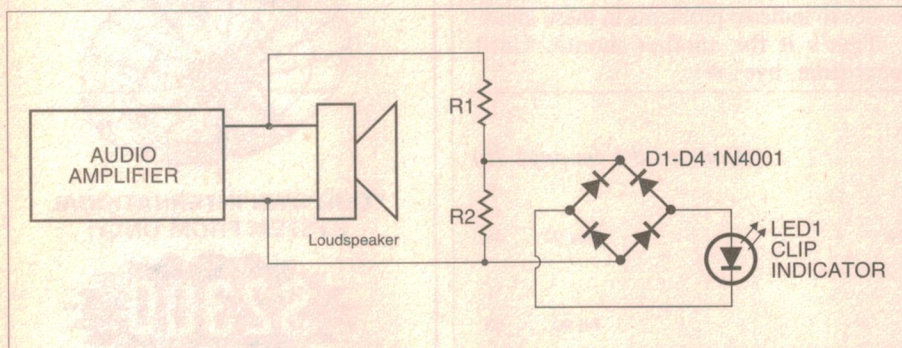 R1
AUDIO
AMPLIFIER
D1-D4 1N4001
R2
Loudspeaker
LED1
CLIP
INDICATOR